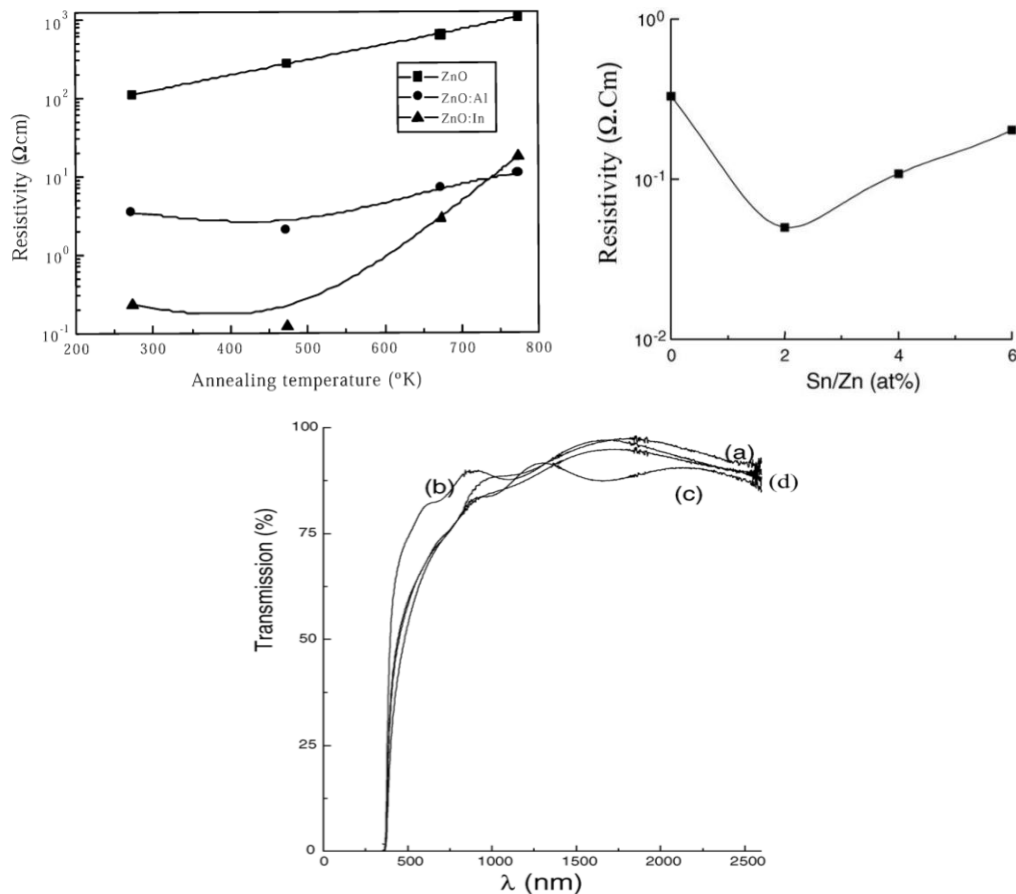 10³
10²
10¹
10⁰
10⁻¹
Resistivity (Ωcm)
ZnO
ZnO:Al
ZnO:In
200 300 400 500 600 700 800
Annealing temperature (°K)
10⁰
10⁻¹
10⁻²
Resistivity (Ω.Cm)
0 2 4 6
Sn/Zn (at%)
100
75
50
25
0
Transmission (%)
(a)
(b)
(c)
(d)
0 500 1000 1500 2000 2500
λ (nm)